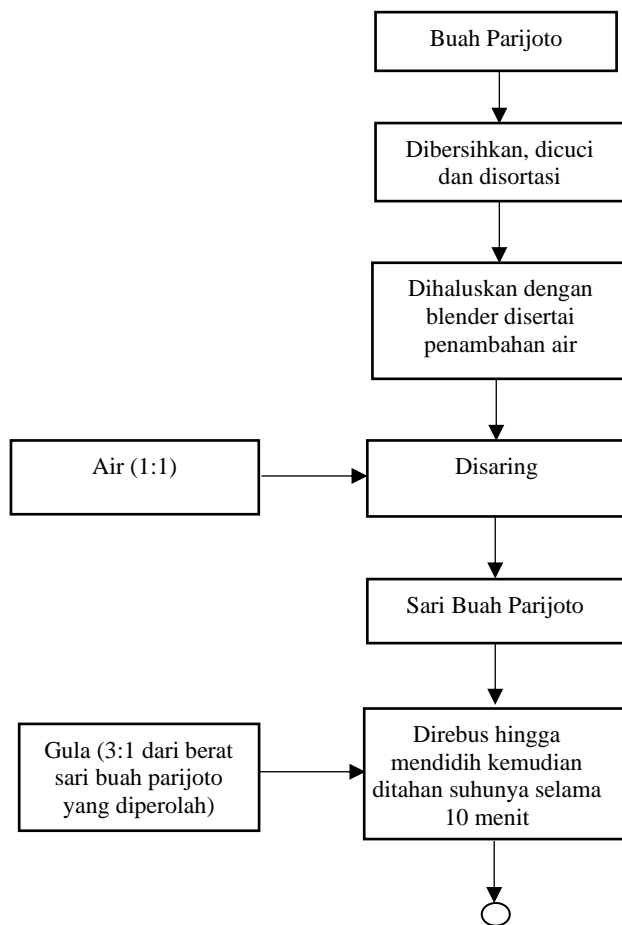 Buah Parijoto
Dibersihkan, dicuci
dan disortasi
Dihaluskan dengan
blender disertai
penambahan air
Air (1:1)
Disaring
Sari Buah Parijoto
Gula (3:1 dari berat
sari buah parijoto
yang diperolah)
Direbus hingga
mendidih kemudian
ditahan suhunya selama
10 menit